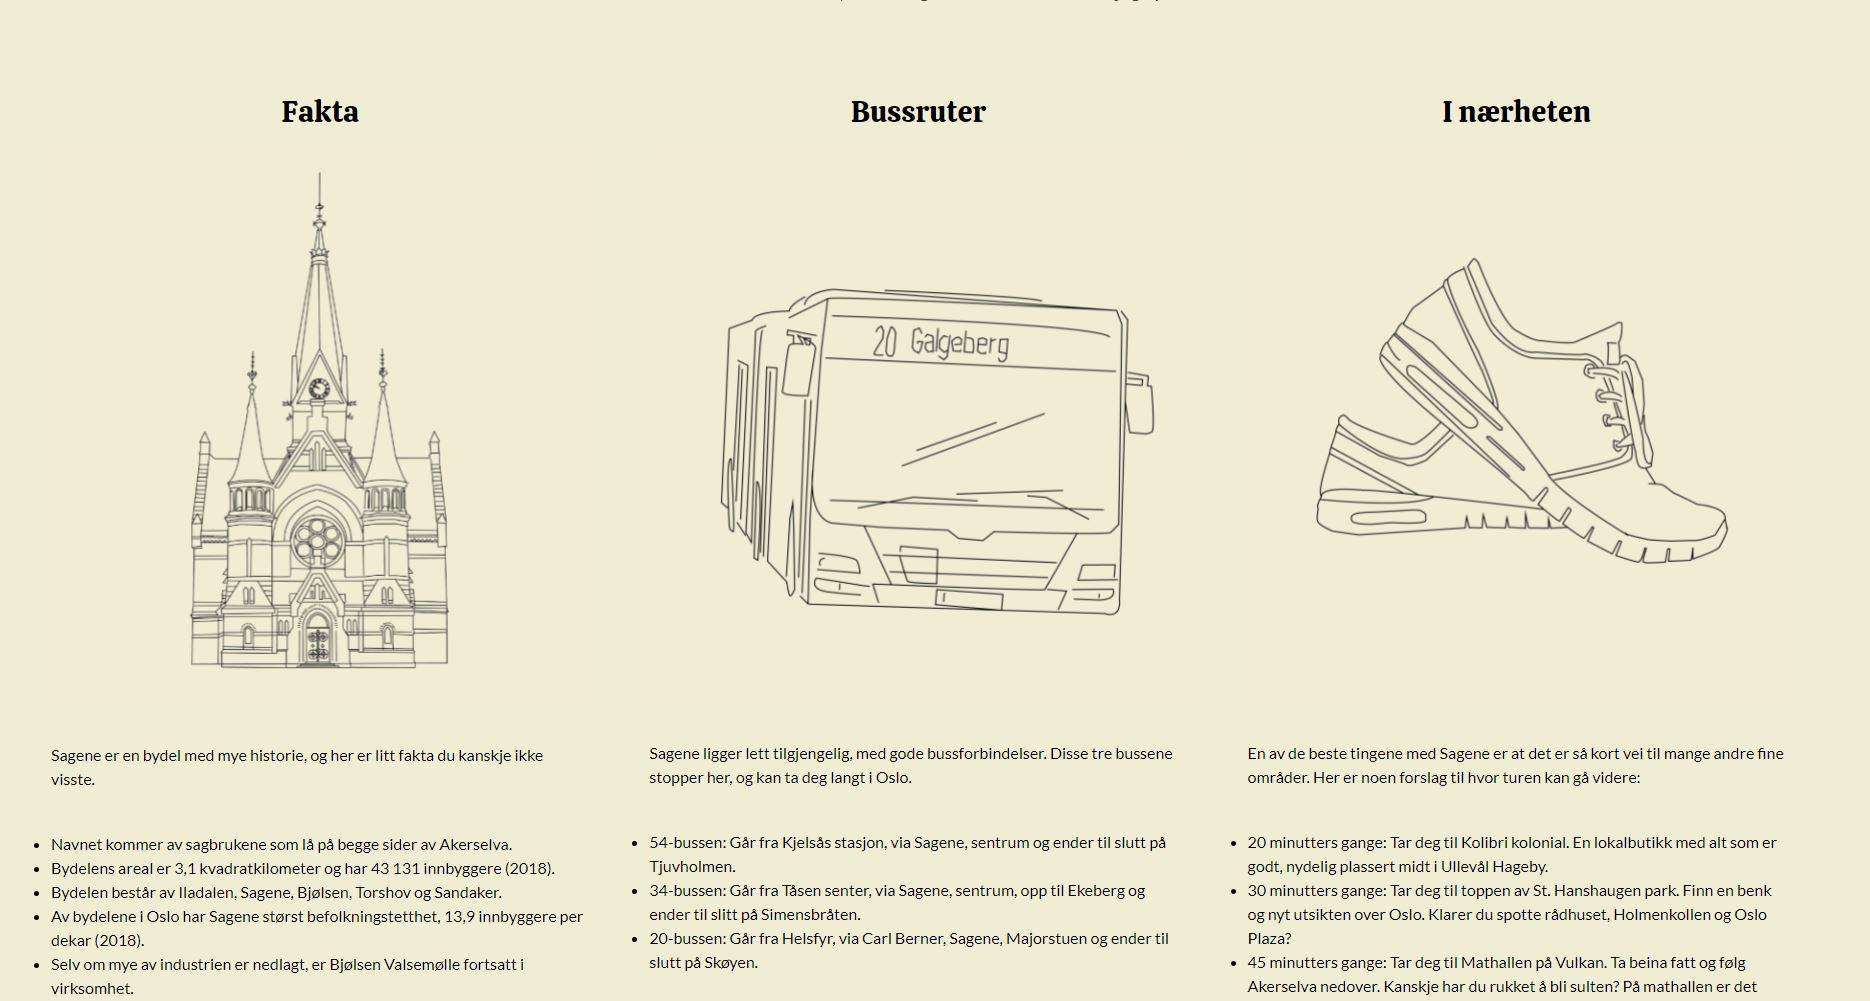 Fakta
20 Galgeberg
Sagene er en bydel med mye historie, og her er litt fakta du kanskje ikke
visste.
Navnet kommer av sagbrukene som lå på begge sider av Akerselva.
Bydelens areal er 3,1 kvadratkilometer og har 43 131 innbyggere (2018).
Bydelen består av Iladalen, Sagene, Bjølsen, Torshov og Sandaker.
Av bydelene i Oslo har Sagene størst befolkningstetthet, 13,9 innbyggere per
dekar (2018).
Selv om mye av industrien er nedlagt, er Bjølsen Valsemølle fortsatt i
virksomhet.
Bussruter
Sagene ligger lett tilgjengelig, med gode bussforbindelser. Disse tre bussene
stopper her, og kan ta deg langt i Oslo.
54-bussen: Går fra Kjelsås stasjon, via Sagene, sentrum og ender til slutt på
Tjuvholmen.
34-bussen: Går fra Tåsen senter, via Sagene, sentrum, opp til Ekeberg og
ender til slitt på Simensbråten.
20-bussen: Går fra Helsfyr, via Carl Berner, Sagene, Majorstuen og ender til
slutt på Skøyen.
I nærheten
En av de beste tingene med Sagene er at det er så kort vei til mange andre fine
områder. Her er noen forslag til hvor turen kan gå videre:
20 minutters gange: Tar deg til Kolibri kolonial. En lokalbutikk med alt som er
godt, nydelig plassert midt i Ullevål Hageby.
30 minutters gange: Tar deg til toppen av St. Hanshaugen park. Finn en benk
og nyt utsikten over Oslo. Klarer du spotte rådhuset, Holmenkollen og Oslo
Plaza?
45 minutters gange: Tar deg til Mathallen på Vulkan. Ta beina fatt og følg
Akerselva nedover. Kanskje har du rukket å bli sulten? På mathallen er det